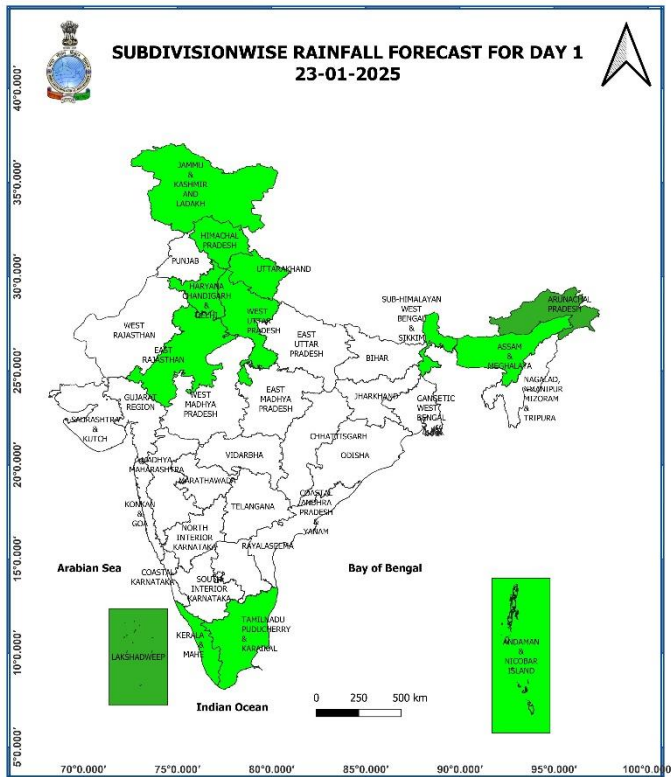 SUBDIVISIONWISE RAINFALL FORECAST FOR DAY 1
23-01-2025
40°0.000'
35°0.000'
30°0.000'
25°0.000'
20°0.000'
15°0.000'
10°0.000'
5°0.000'
JAMMU
&
KASHMIR
AND
LADAKH
HIMACHAL
PRADESH
PUNJAB
UTTARAKHAND
HARYANA
CHANDIGARH
&
DELHI
WEST
UTTAR
PRADESH
WEST
RAJASTHAN
EAST
RAJASTHAN
EAST
UTTAR
PRADESH
SUB-HIMALAYAN
WEST
BENGAL
&
SIKKIM
ARUNACHAL
PRADESH
ASSAM
&
MEGHALAYA
NAGALAD,
MANIPUR
MIZORAM
&
TRIPURA
BIHAR
GUJARAT
REGION
SAURASHTRA
&
KUTCH
WEST
MADHYA
PRADESH
EAST
MADHYA
PRADESH
JHARKHAND
GANGETIC
WEST
BENGAL
CHHATTISGARH
ODISHA
VIDARBHA
MADHYA
MAHARASHTRA
MARATHAWADA
KONKAN
&
GOA
TELANGANA
COASTAL
ANDHRA
PRADESH
&
YANAM
NORTH
INTERIOR
KARNATAKA
RAYALASEEMA
COASTAL
KARNATAKA
SOUTH
INTERIOR
KARNATAKA
Arabian Sea
Bay of Bengal
TAMILNADU
PUDUCHERRY
&
KARAIKAL
KERALA
&
MAHE
LAKSHADWEEP
ANDAMAN
&
NICOBAR
ISLAND
Indian Ocean
0 250 500 km
70°0.000' 75°0.000' 80°0.000' 85°0.000' 90°0.000' 95°0.000' 100°0.000'